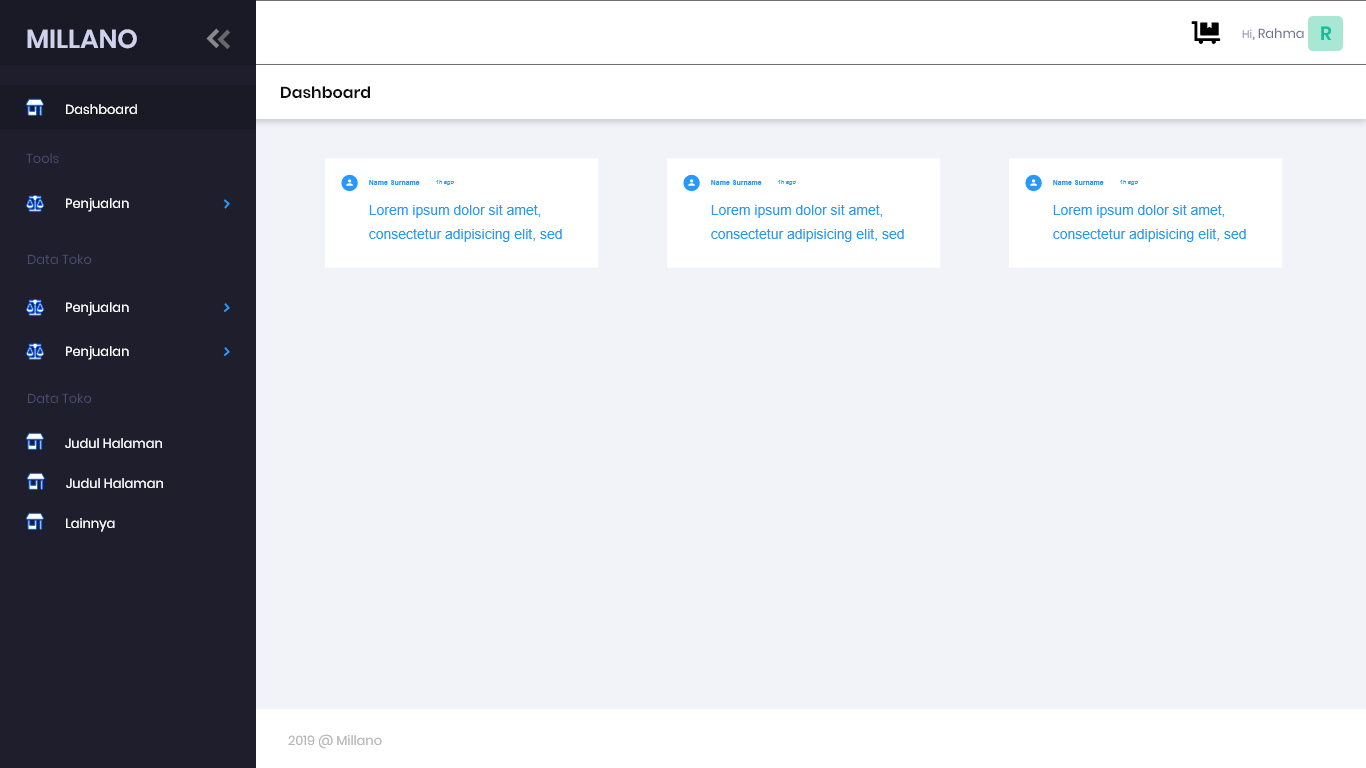 MILLANO
Dashboard
Tools
Penjualan
Data Toko
Penjualan
Penjualan
Data Toko
Judul Halaman
Judul Halaman
Lainnya
Hi, Rahma R
Dashboard
Name Surname 1h ago
Lorem ipsum dolor sit amet,
consectetur adipisicing elit, sed
Name Surname 1h ago
Lorem ipsum dolor sit amet,
consectetur adipisicing elit, sed
Name Surname 1h ago
Lorem ipsum dolor sit amet,
consectetur adipisicing elit, sed
2019 @ Millano